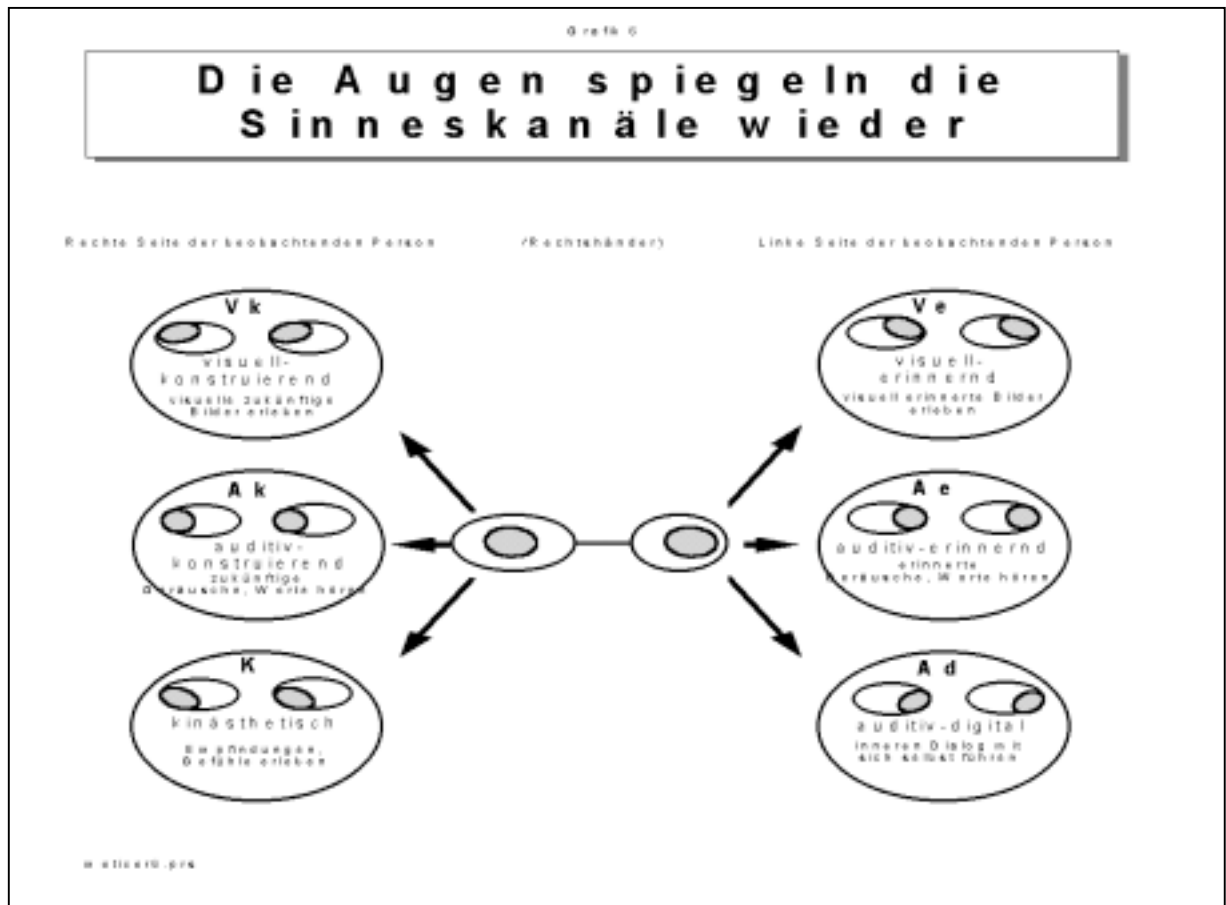 Grafik 6
Die Augen spiegeln die
Sinneskanäle wieder
Rechte Seite der beobachtenden Person
(Rechtshänder)
Linke Seite der beobachtenden Person
Vk
visuell-
konstruierend
visuelle zukünftige
Bilder erleben
Ve
visuell-
erinnernd
visuell erinnerte Bilder
erleben
Ak
auditiv-
konstruierend
zukünftige
Geräusche, Worte hören
Ae
auditiv-erinnernd
erinnerte
Geräusche, Worte hören
K
kinästhetisch
Empfindungen,
Gefühle erleben
Ad
auditiv-digital
inneren Dialog mit
sich selbst führen